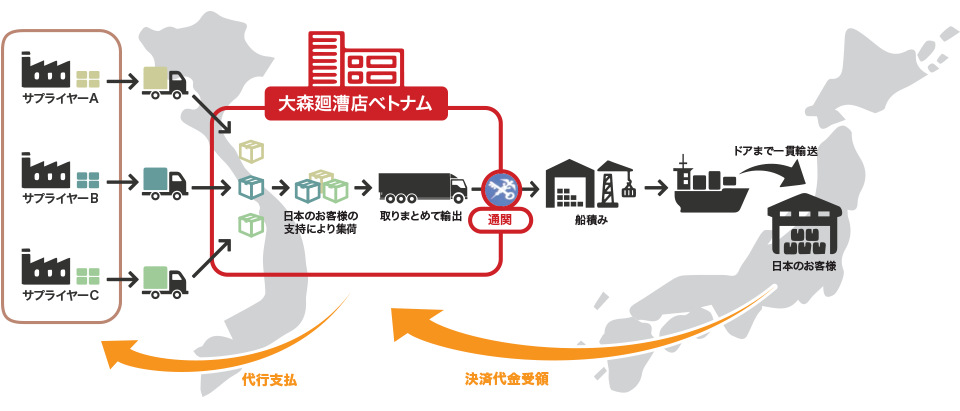 サプライヤーA
サプライヤーB
サプライヤーC
大森廻漕店ベトナム
日本のお客様の
支持により集荷
取りまとめて輸出
通関
船積み
ドアまで一貫輸送
日本のお客様
代行支払
決済代金受領